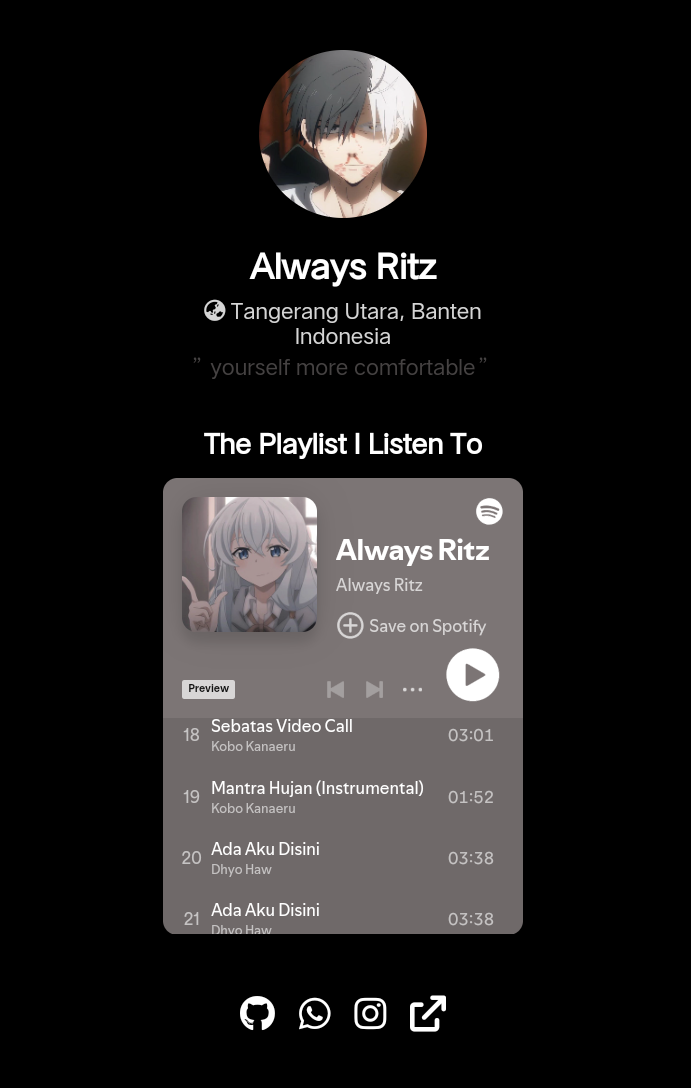 Always Ritz
Tangerang Utara, Banten
Indonesia
” yourself more comfortable ”
The Playlist I Listen To
Always Ritz
Always Ritz
Save on Spotify
Preview
18 Sebatas Video Call 03:01
Kobo Kanaeru
19 Mantra Hujan (Instrumental) 01:52
Kobo Kanaeru
20 Ada Aku Disini 03:38
Dhyo Haw
21 Ada Aku Disini 03:38
Dhyo Haw